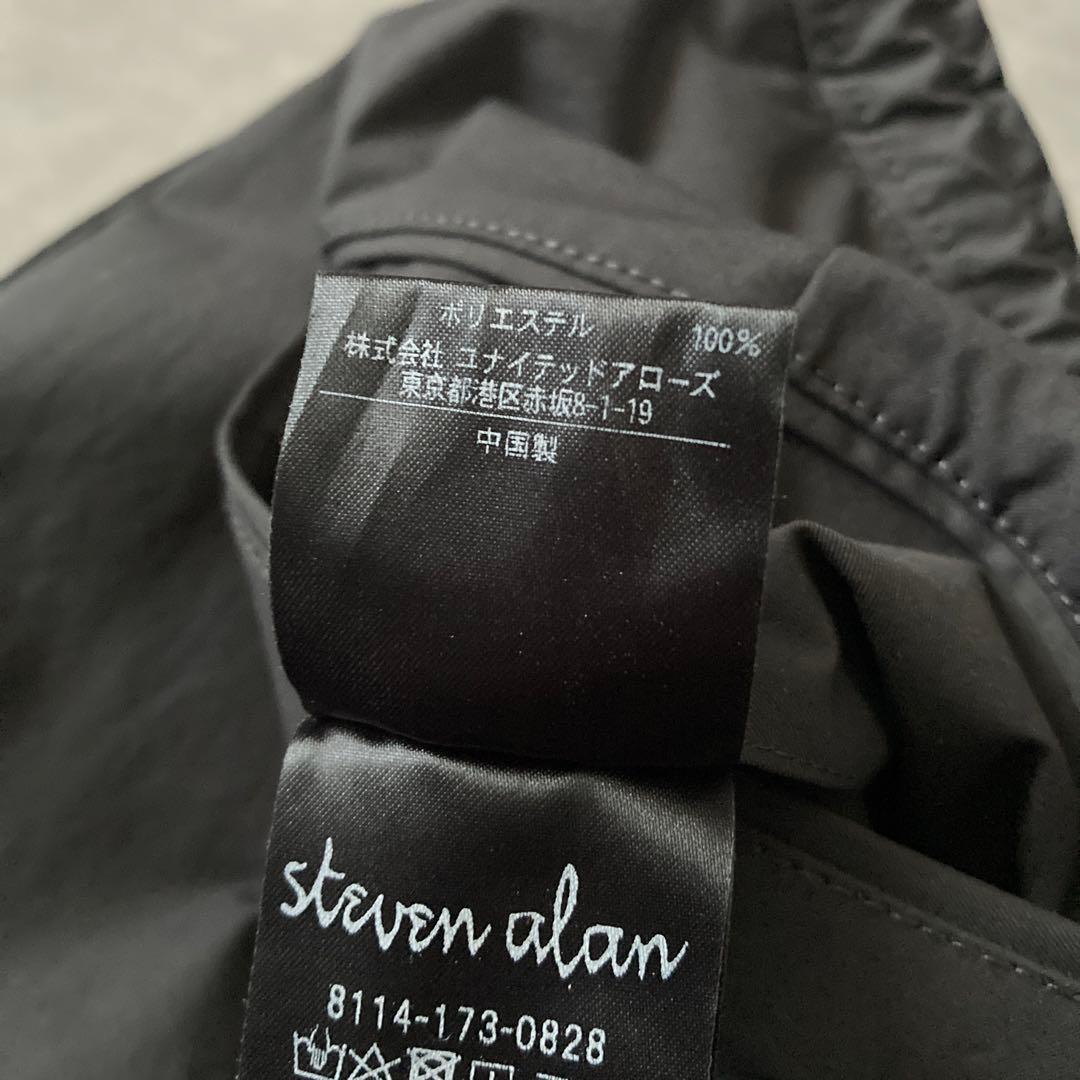 ポリエステル 100%
株式会社 ユナイテッドアローズ
東京都港区赤坂8-1-19
中国製
steven alan
8114-173-0828